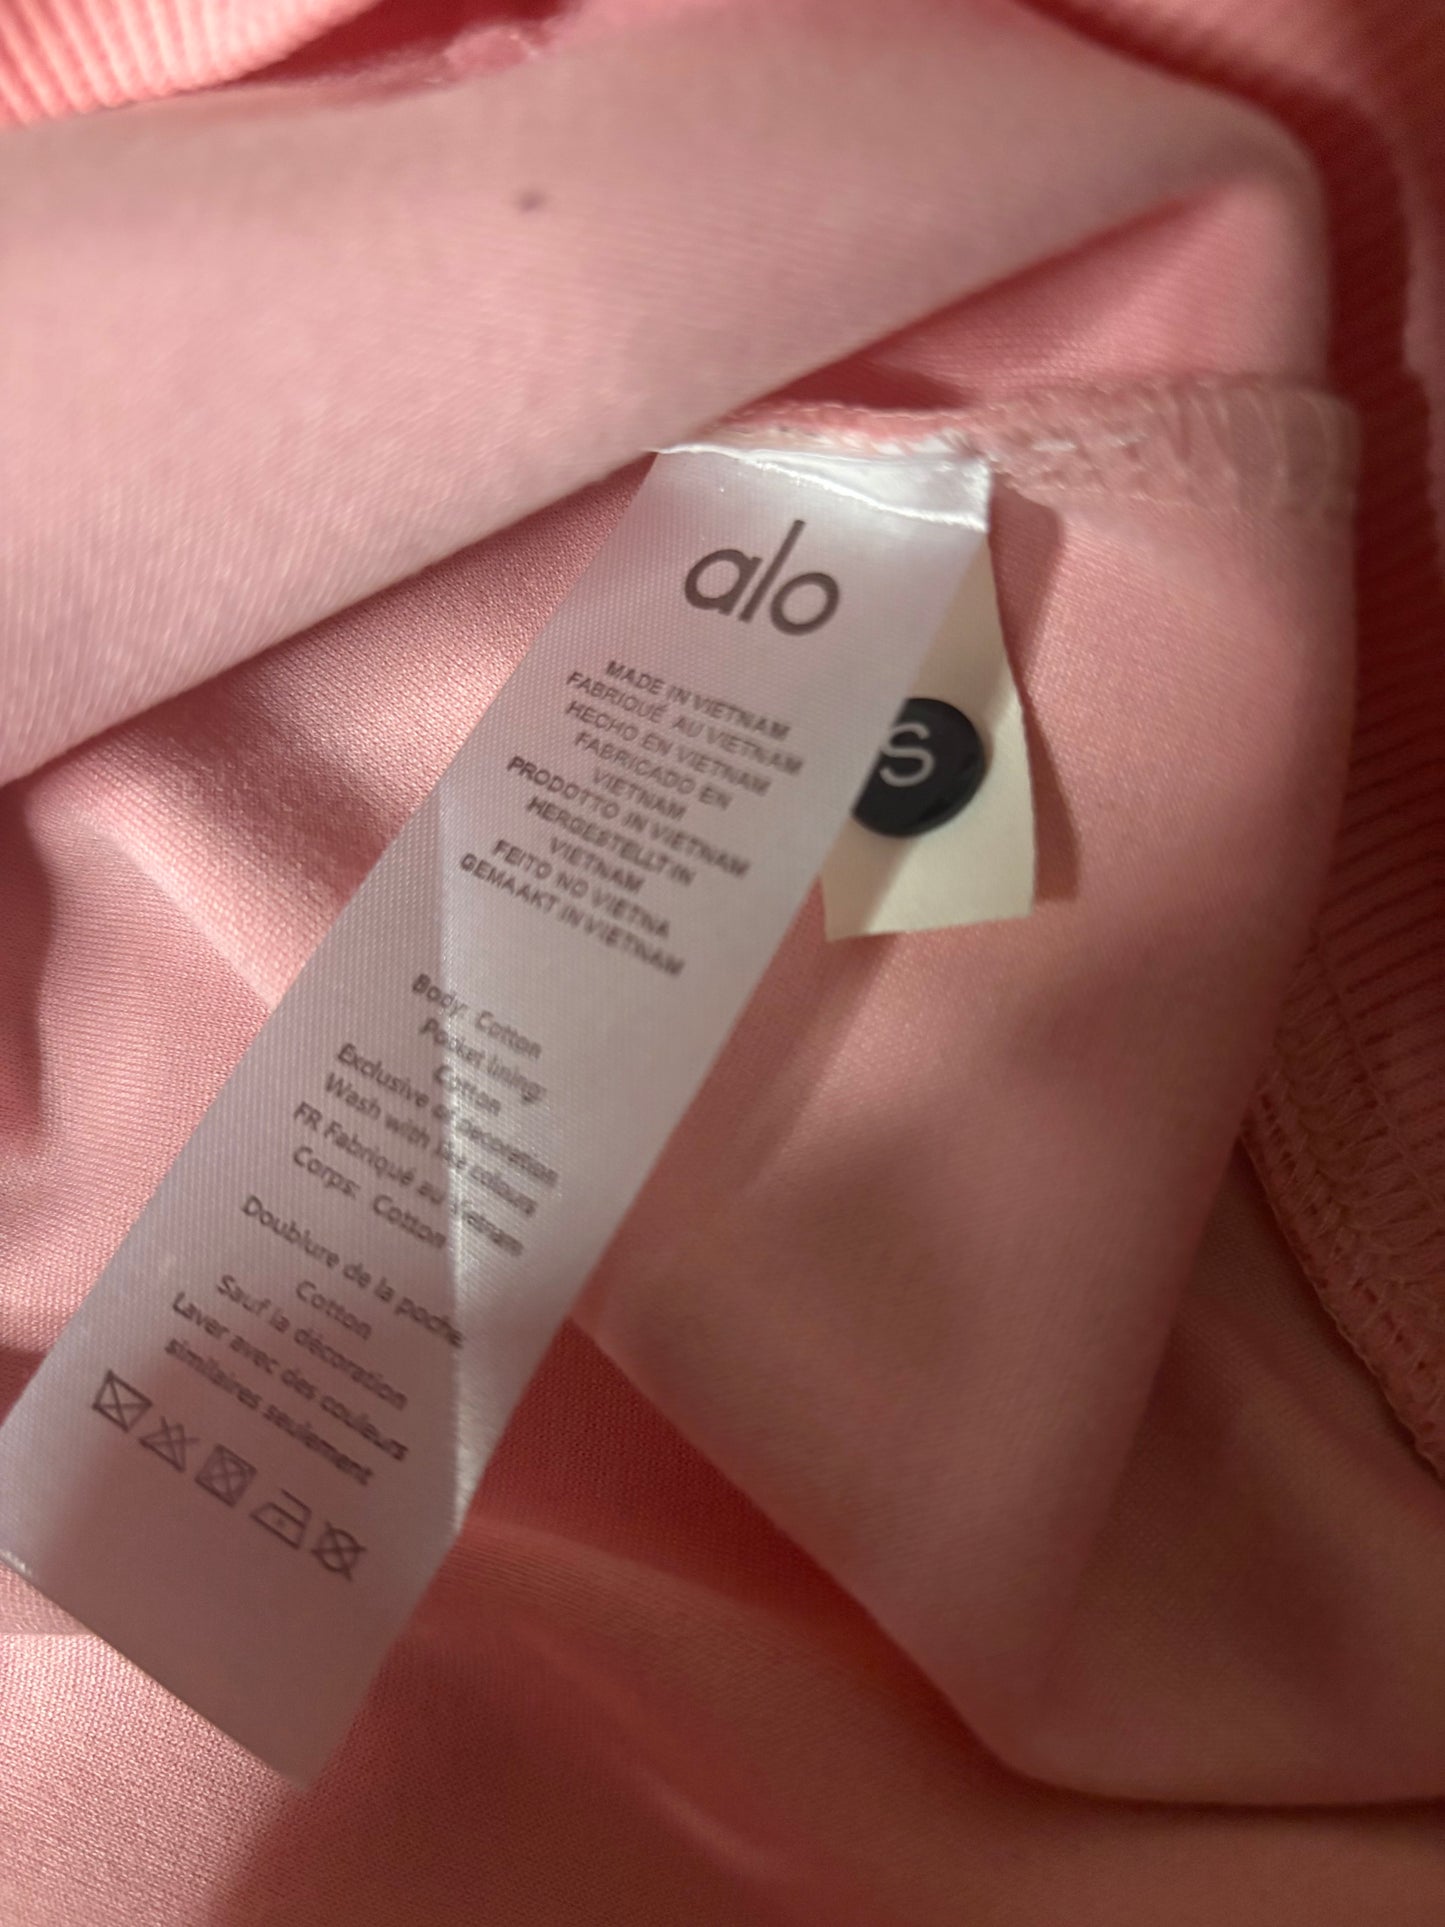 alo
MADE IN VIETNAM
FABRIQUÉ AU VIETNAM
HECHO EN VIETNAM
FABRICADO EN
VIETNAM
PRODOTTO IN VIETNAM
HERGESTELLT IN
VIETNAM
FEITO NO VIETNA
GEMAAKT IN VIETNAM
Body: Cotton
Pocket lining:
Cotton
Exclusive of decoration
Wash with like colours
FR Fabriqué au Vietnam
Corps: Cotton
Doublure de la poche:
Cotton
Sauf la décoration
Laver avec des couleurs
similaires seulement
S